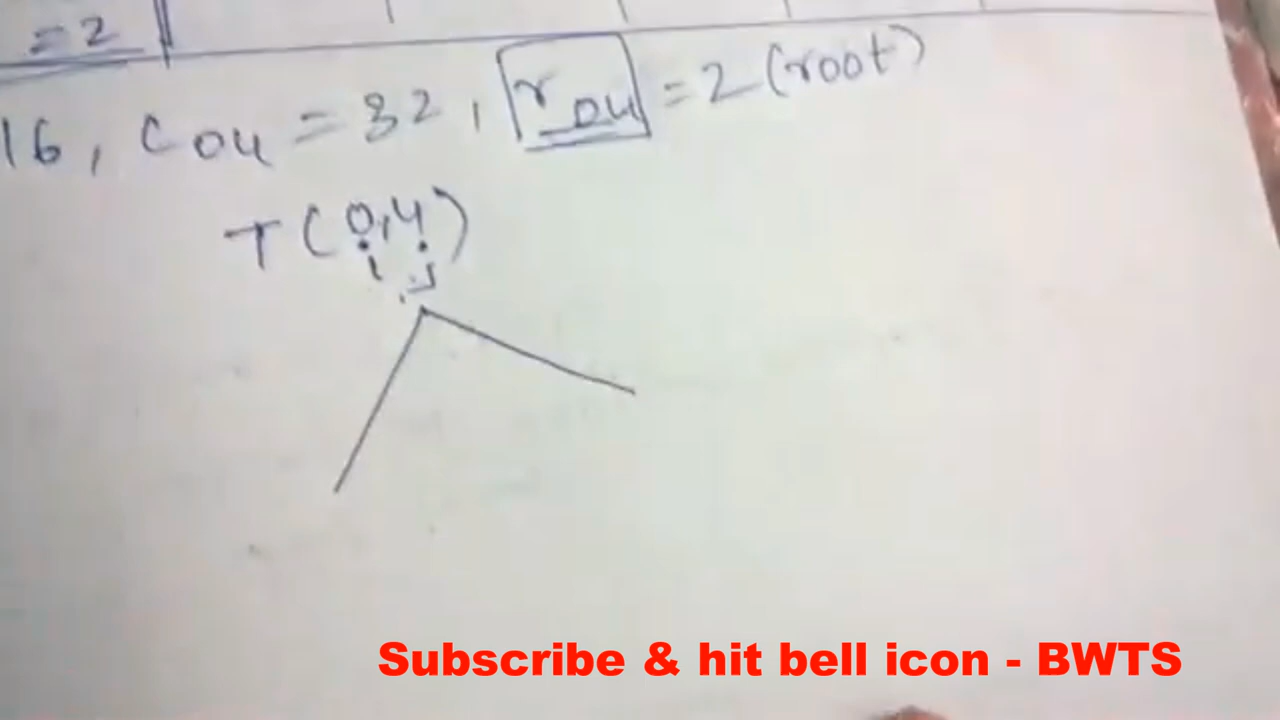 =2
16, C04 = 32, r04 = 2 (root)
T(0,4)
i j
Subscribe & hit bell icon - BWTS